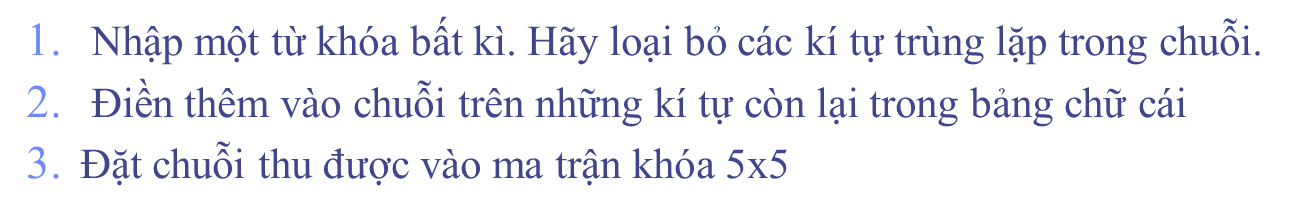 1. Nhập một từ khóa bất kì. Hãy loại bỏ các kí tự trùng lặp trong chuỗi.
2. Điền thêm vào chuỗi trên những kí tự còn lại trong bảng chữ cái
3. Đặt chuỗi thu được vào ma trận khóa 5x5